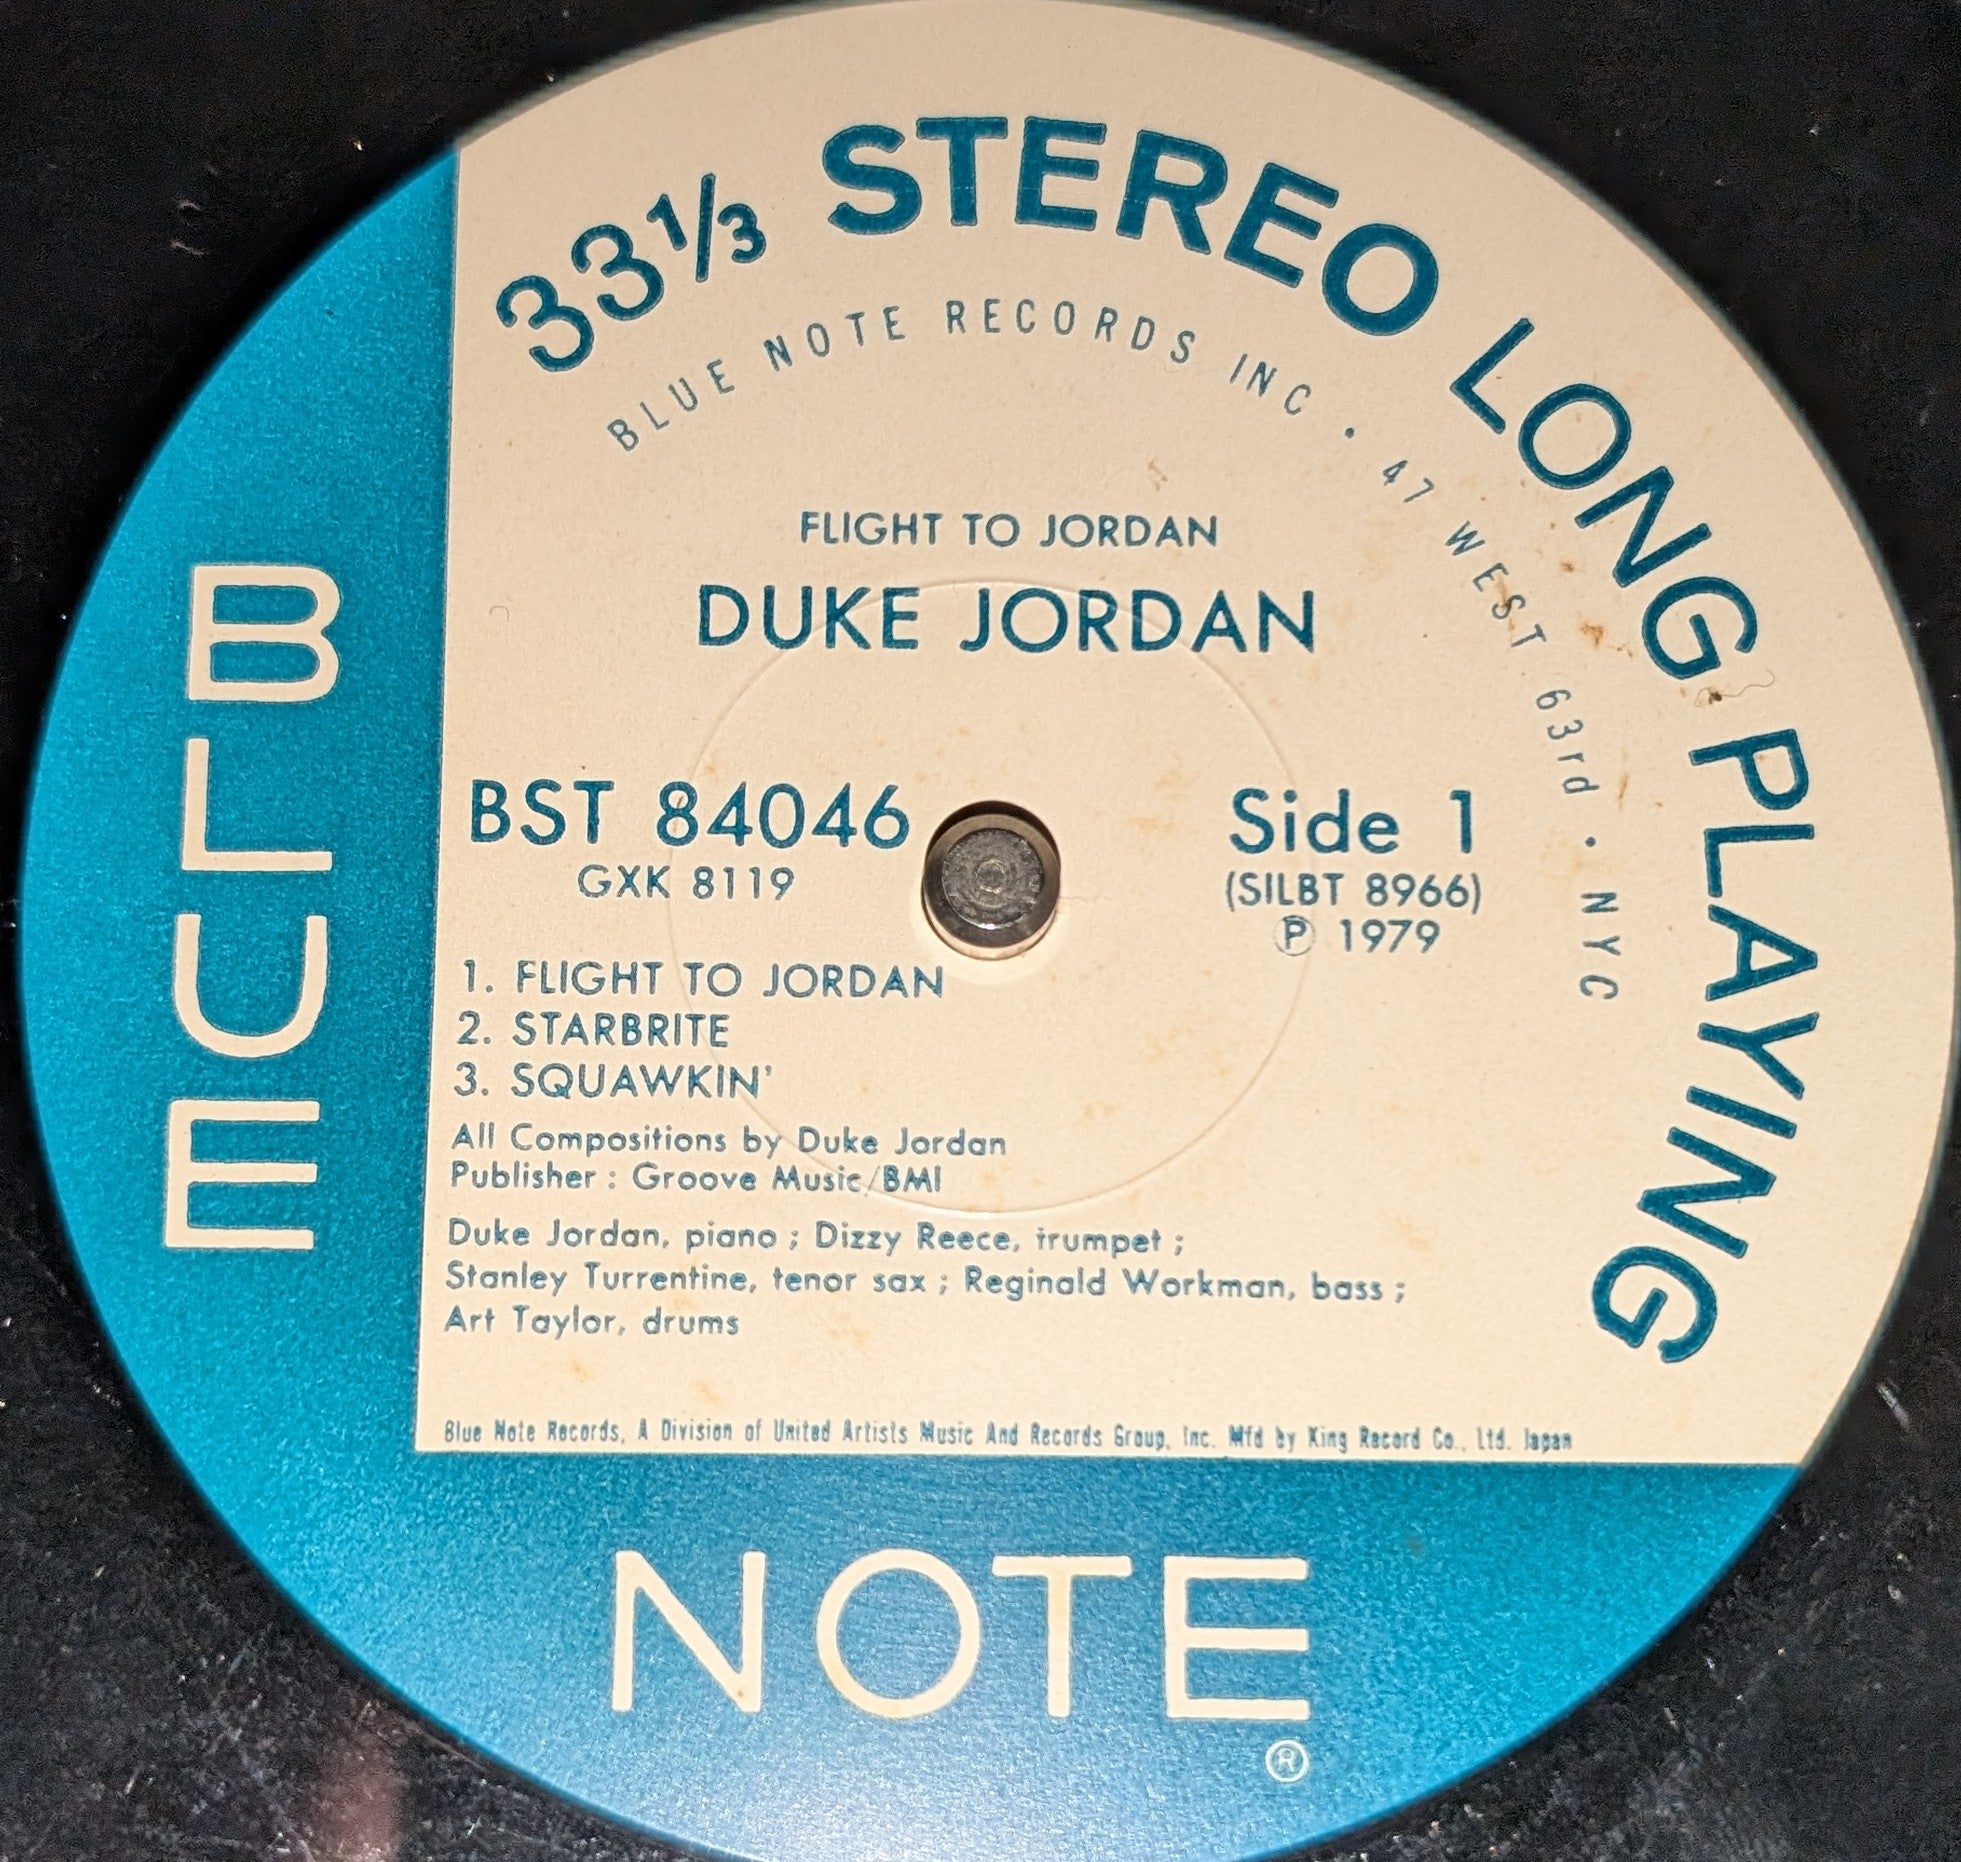 33⅓ STEREO LONG PLAYING
BLUE NOTE RECORDS INC · 47 WEST 63rd · NYC
FLIGHT TO JORDAN
DUKE JORDAN
BST 84046
GXK 8119
Side 1
(SILBT 8966)
Ⓟ 1979
1. FLIGHT TO JORDAN
2. STARBRITE
3. SQUAWKIN'
All Compositions by Duke Jordan
Publisher : Groove Music/BMI
Duke Jordan, piano ; Dizzy Reece, trumpet ;
Stanley Turrentine, tenor sax ; Reginald Workman, bass ;
Art Taylor, drums
Blue Note Records, A Division of United Artists Music And Records Group, Inc. Mfd by King Record Co., Ltd. Japan
BLUE
NOTE
®